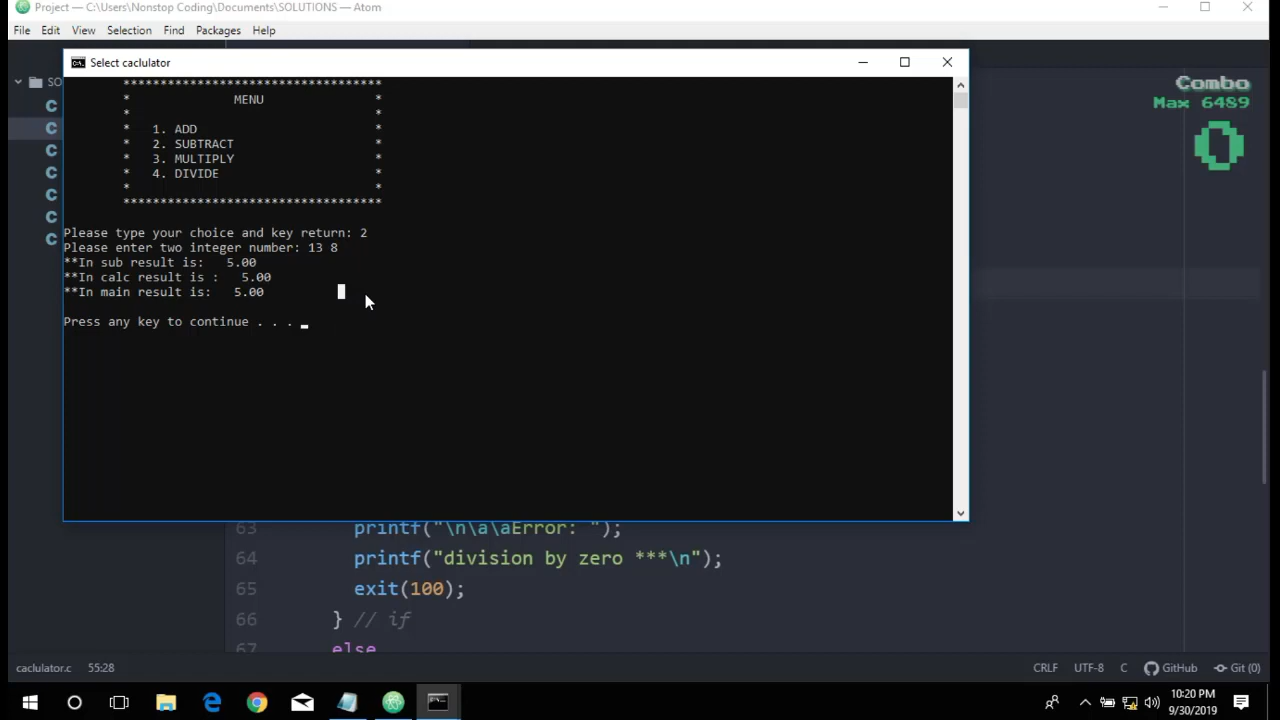 Project — C:\Users\Nonstop Coding\Documents\SOLUTIONS — Atom
File Edit View Selection Find Packages Help
Select caclulator
SO
***********************************
* MENU *
* *
* 1. ADD *
* 2. SUBTRACT *
* 3. MULTIPLY *
* 4. DIVIDE *
* *
***********************************
Please type your choice and key return: 2
Please enter two integer number: 13 8
**In sub result is: 5.00
**In calc result is : 5.00
**In main result is: 5.00
Press any key to continue . . .
Combo
Max 6489
0
C
C
C
C
C
C
C
63 printf("\n\a\aError: ");
64 printf("division by zero ***\n");
65 exit(100);
66 } // if
67 else
caclulator.c 55:28 CRLF UTF-8 C GitHub Git (0)
10:20 PM
9/30/2019